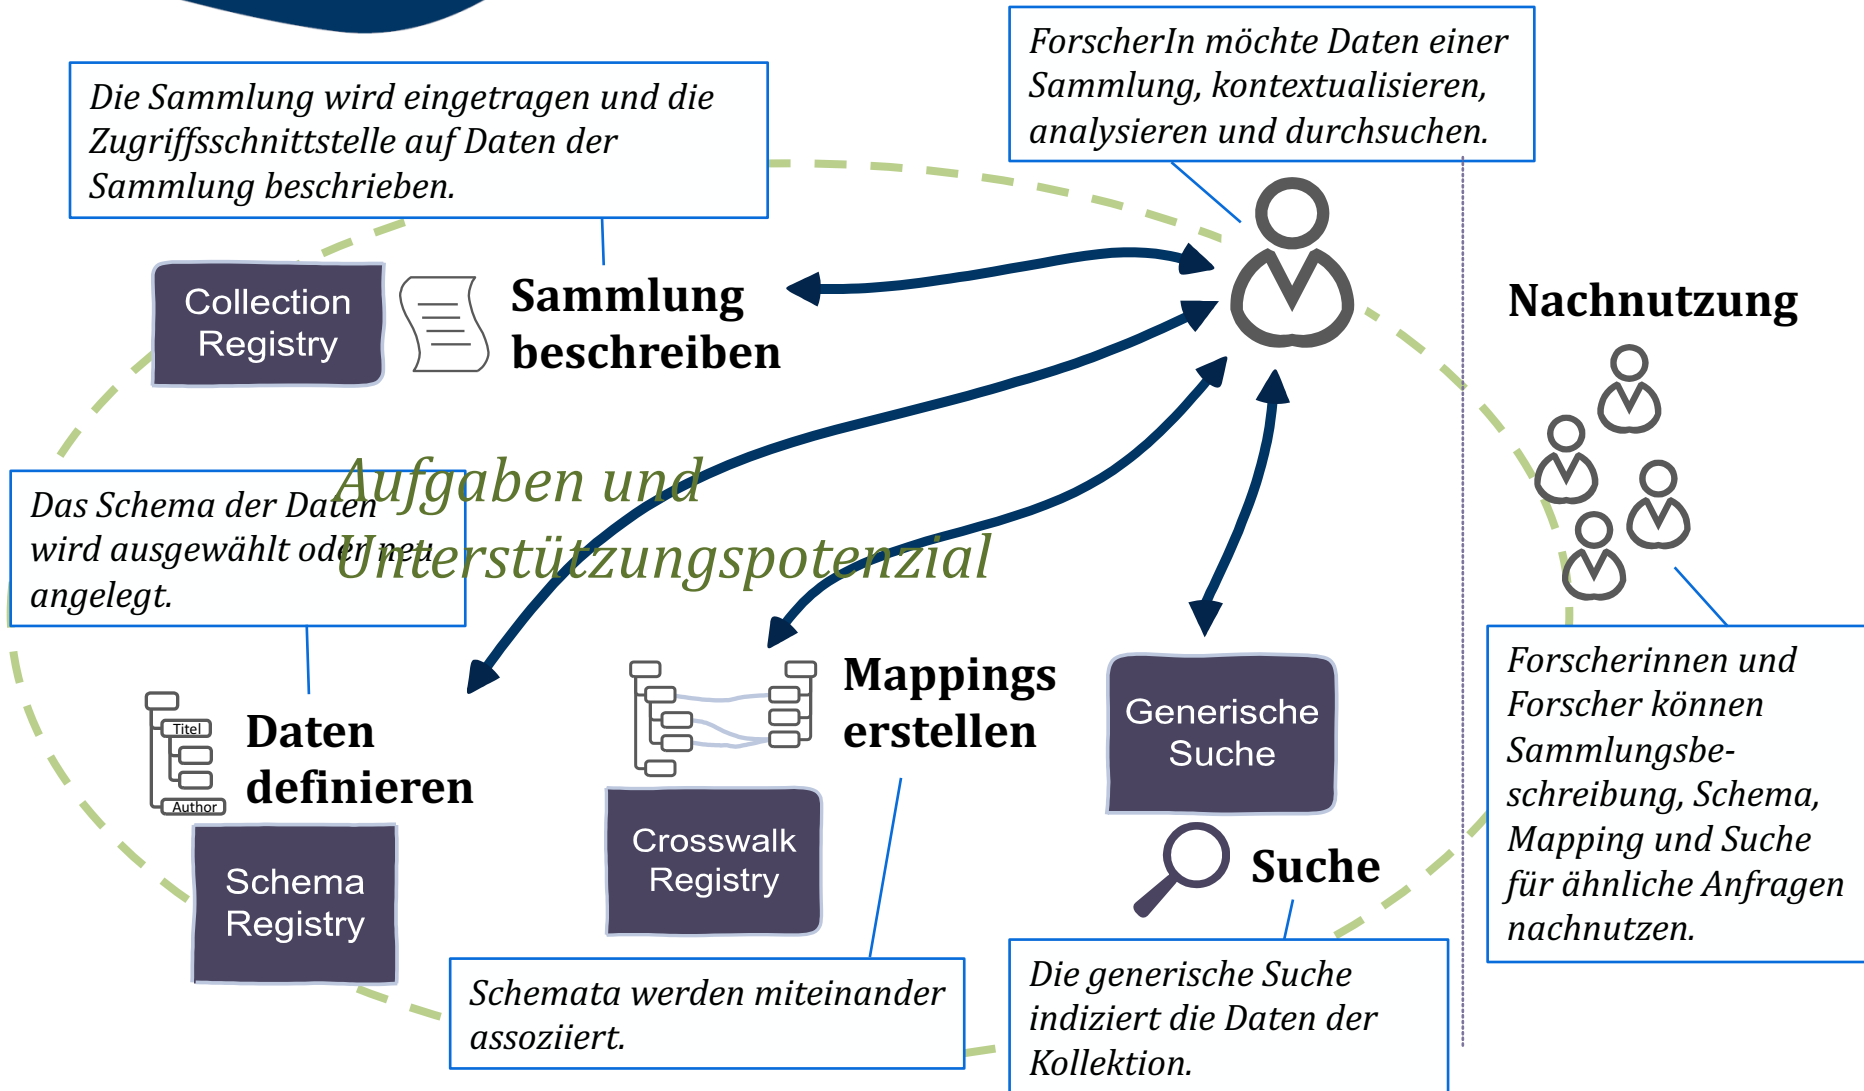 ForscherIn möchte Daten einer
Sammlung, kontextualisieren,
analysieren und durchsuchen.
Die Sammlung wird eingetragen und die
Zugriffsschnittstelle auf Daten der
Sammlung beschrieben.
Collection
Registry
Sammlung
beschreiben
Nachnutzung
Aufgaben und
Unterstützungspotenzial
Das Schema der Daten
wird ausgewählt oder neu
angelegt.
Titel
Author
Daten
definieren
Schema
Registry
Mappings
erstellen
Crosswalk
Registry
Generische
Suche
Suche
Forscherinnen und
Forscher können
Sammlungsbe-
schreibung, Schema,
Mapping und Suche
für ähnliche Anfragen
nachnutzen.
Schemata werden miteinander
assoziiert.
Die generische Suche
indiziert die Daten der
Kollektion.